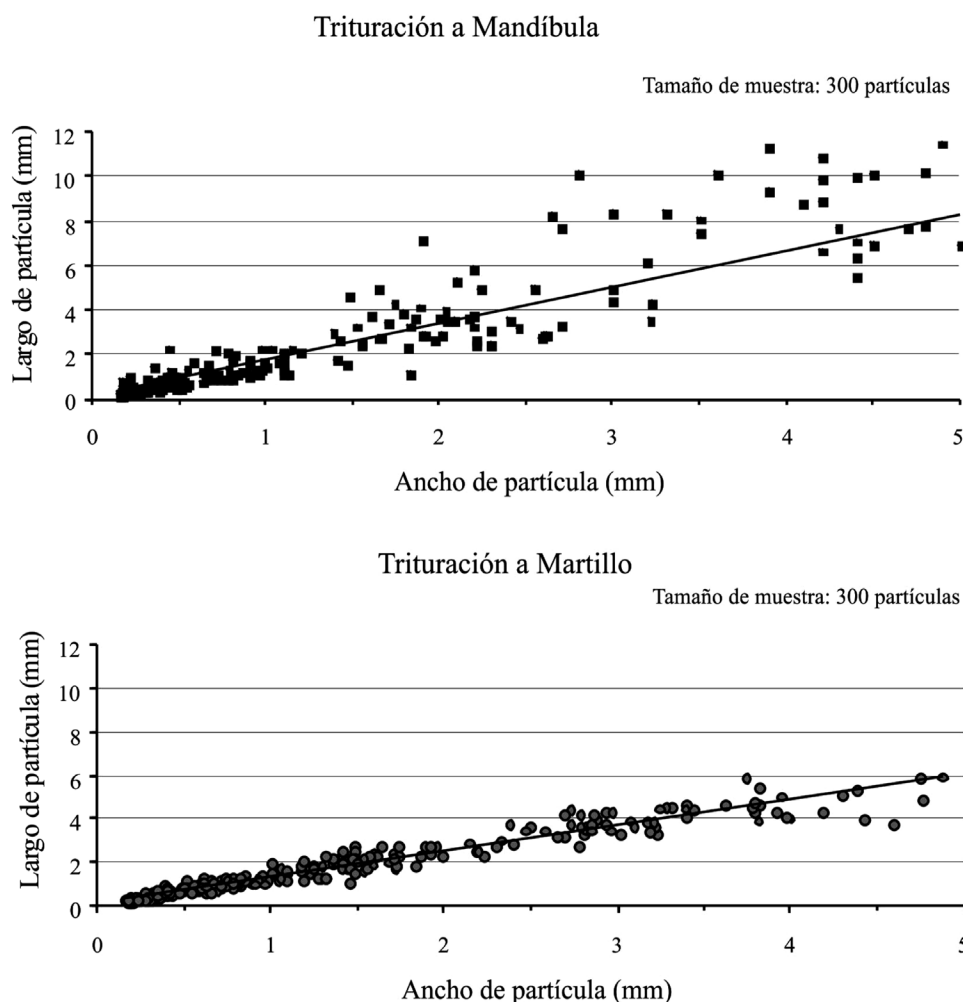 Trituración a Mandíbula
Tamaño de muestra: 300 partículas
Largo de partícula (mm)
12
10
8
6
4
2
0
0 1 2 3 4 5
Ancho de partícula (mm)
Trituración a Martillo
Tamaño de muestra: 300 partículas
Largo de partícula (mm)
12
10
8
6
4
2
0
0 1 2 3 4 5
Ancho de partícula (mm)